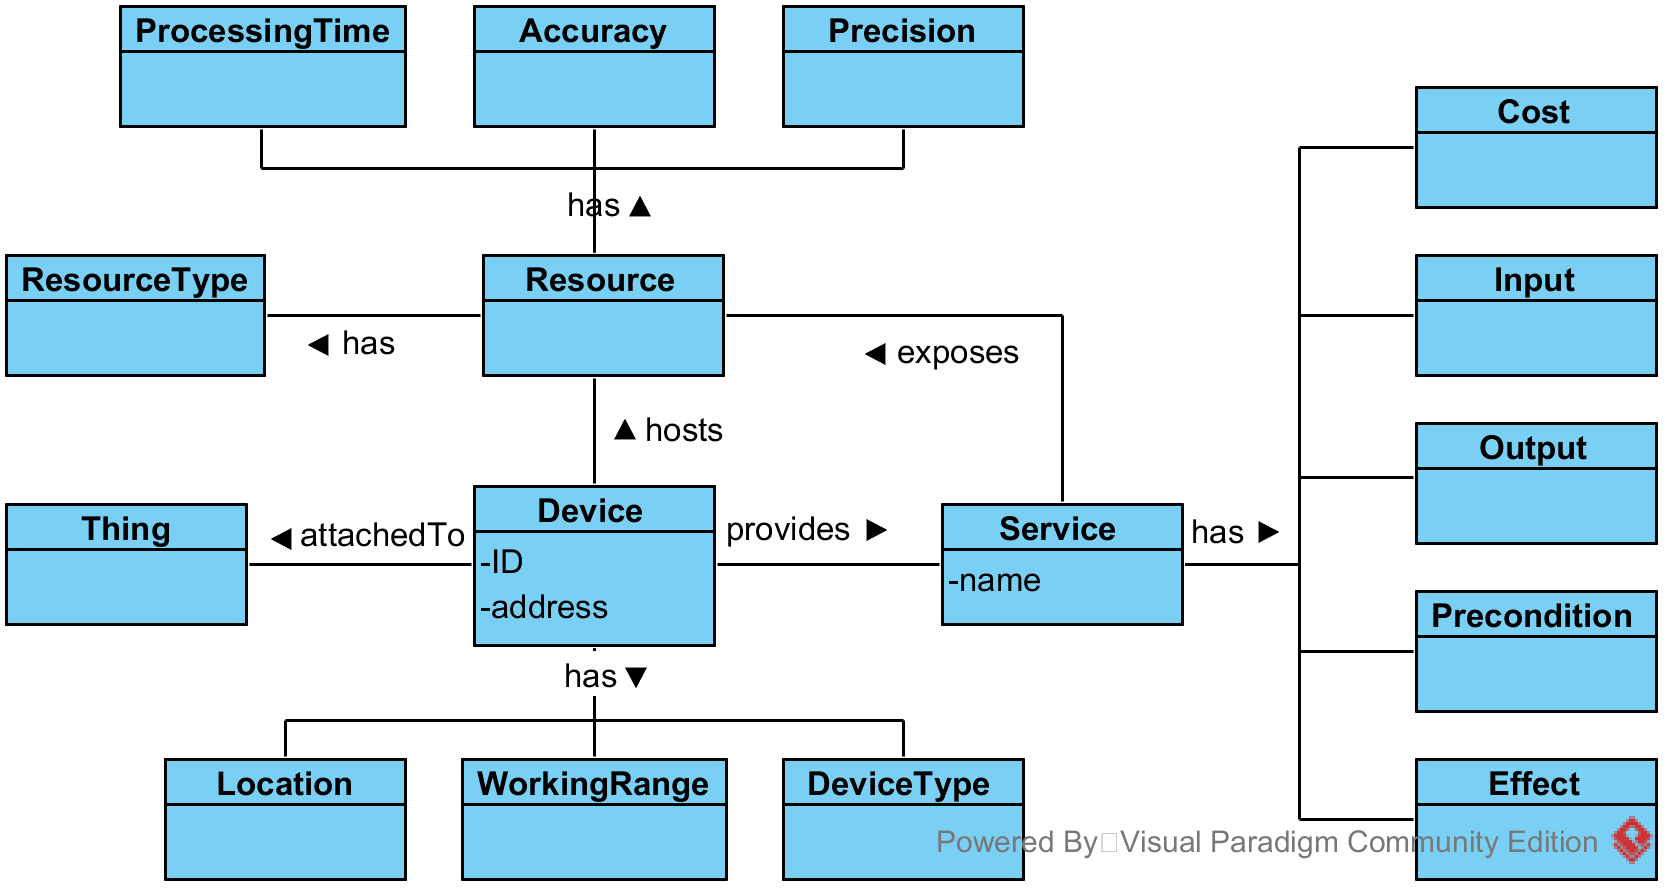 ProcessingTime
Accuracy
Precision
Cost
has ▲
ResourceType
Resource
Input
◀ has
◀ exposes
▲ hosts
Output
Thing
◀ attachedTo
Device
-ID
-address
provides ▶
Service
-name
has ▶
Precondition
has ▼
Location
WorkingRange
DeviceType
Effect
Powered By Visual Paradigm Community Edition